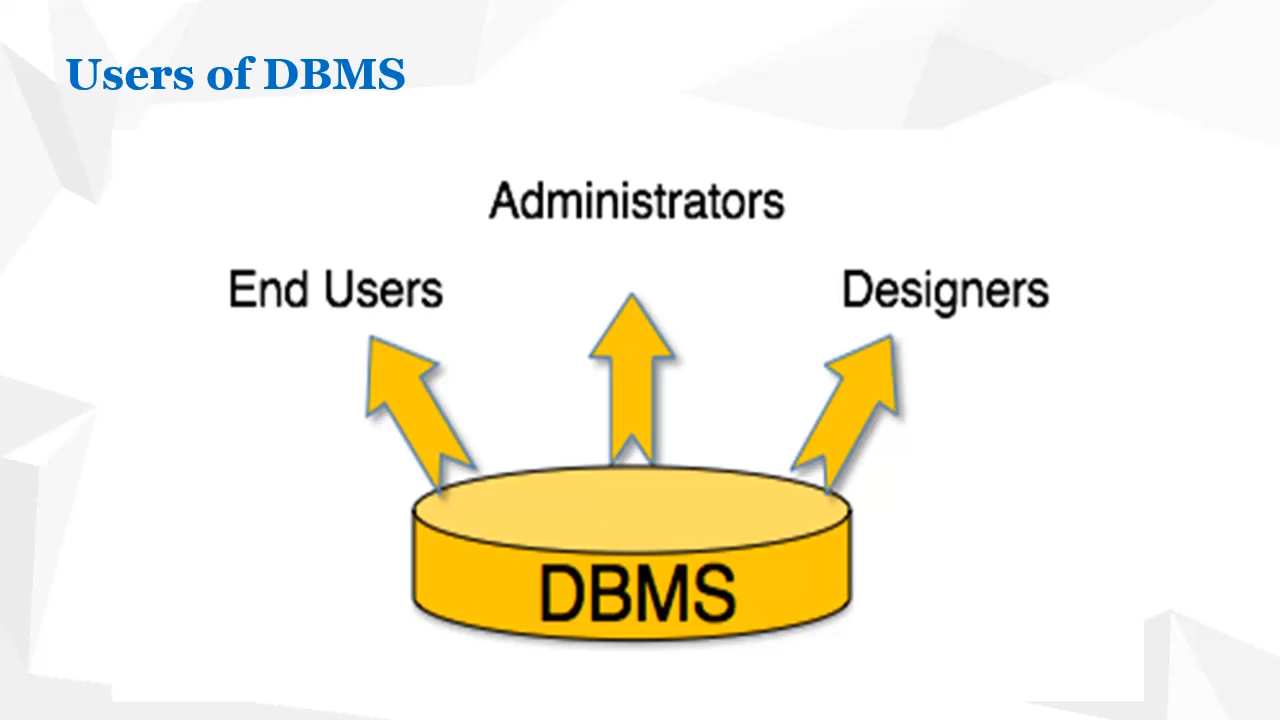 Users of DBMS
Administrators
End Users
Designers
DBMS